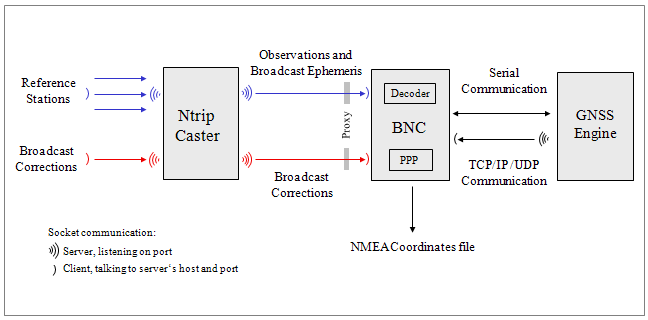 Observations and
Broadcast Ephemeris
Reference
Stations
Ntrip
Caster
Proxy
Decoder
BNC
PPP
Serial
Communication
GNSS
Engine
Broadcast
Corrections
Broadcast
Corrections
TCP/IP/UDP
Communication
NMEA Coordinates file
Socket communication:
Server, listening on port
Client, talking to server's host and port